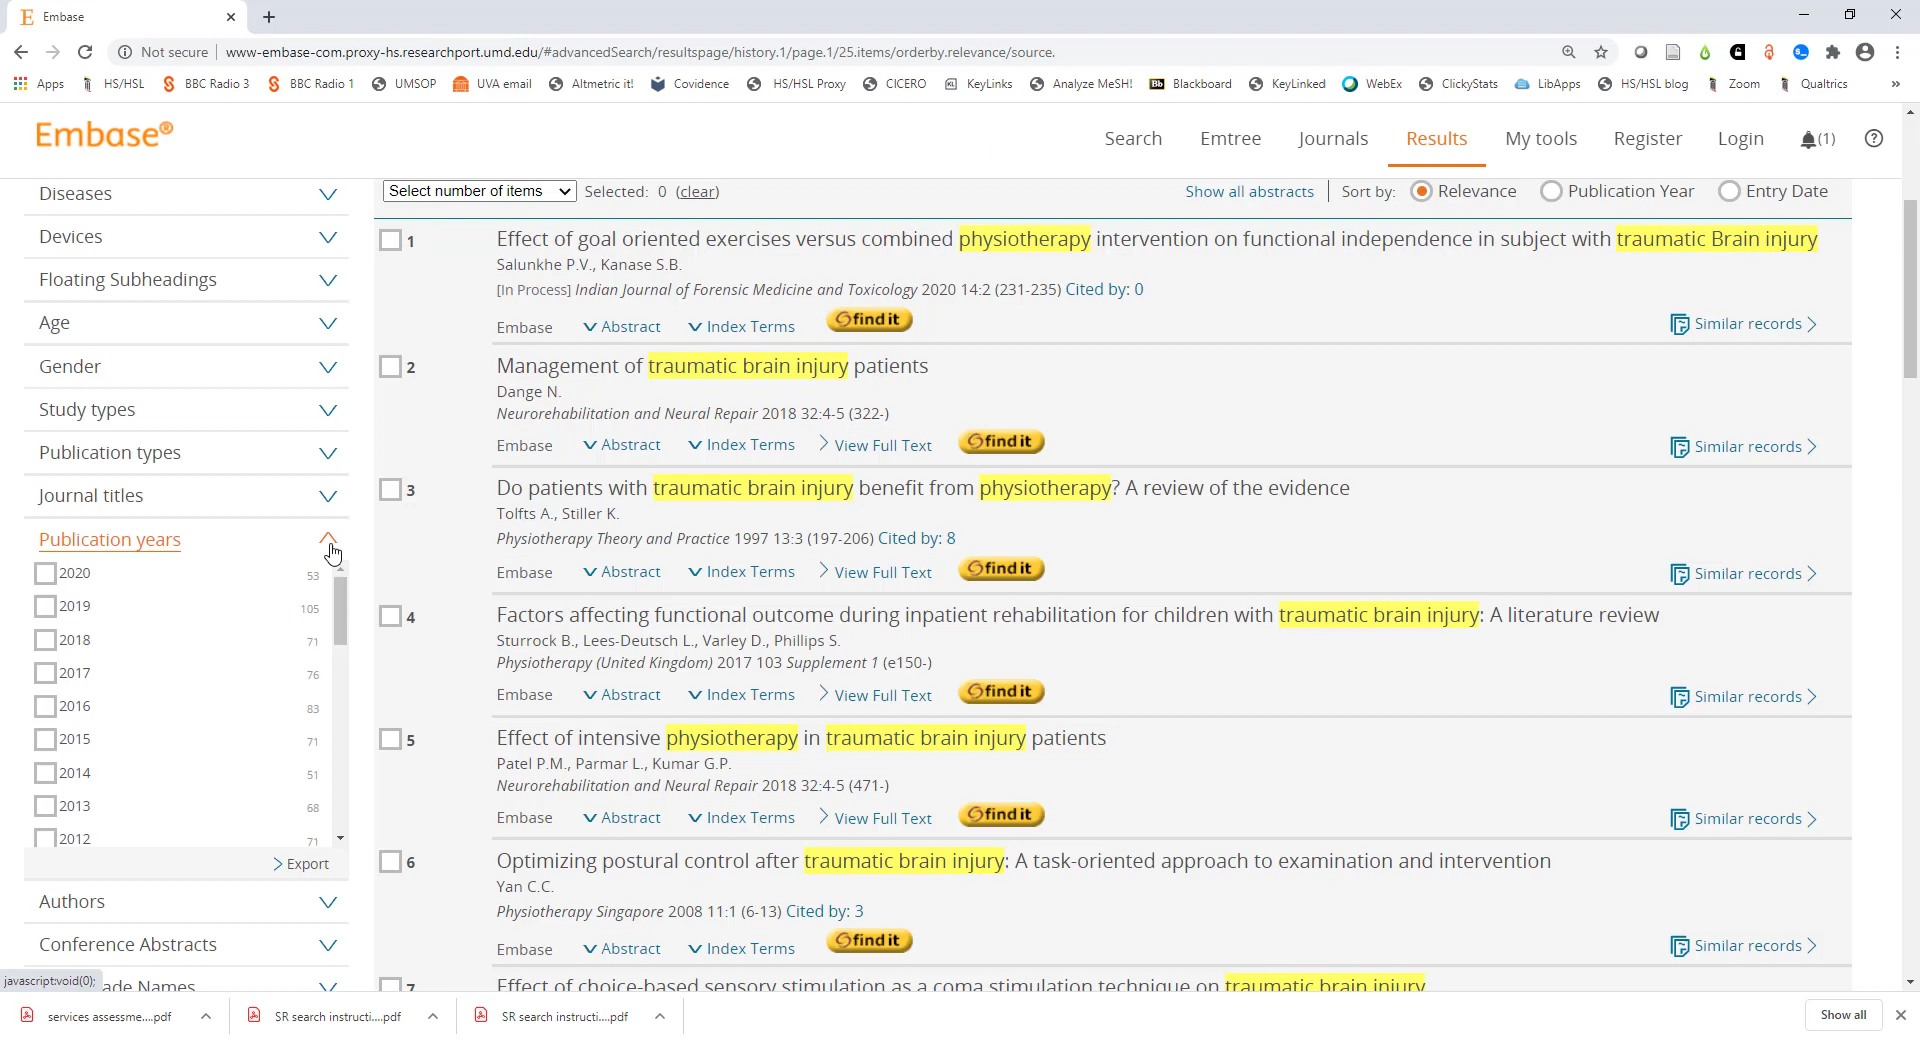 Embase
Not secure
www-embase-com.proxy-hs.researchport.umd.edu/#advancedSearch/resultspage/history.1/page.1/25.items/orderby.relevance/source.
Apps HS/HSL BBC Radio 3 BBC Radio 1 UMSOP UVA email Altmetric it! Covidence HS/HSL Proxy CICERO KeyLinks Analyze MeSH! Bb Blackboard KeyLinked WebEx ClickyStats LibApps HS/HSL blog Zoom Qualtrics »
Embase®
Search Emtree Journals Results My tools Register Login (1)
Diseases
Devices
Floating Subheadings
Age
Gender
Study types
Publication types
Journal titles
Publication years
2020 53
2019 105
2018 71
2017 76
2016 83
2015 71
2014 51
2013 68
2012 71
> Export
Authors
Conference Abstracts
ade Names
javascript:void(0);
Select number of items Selected: 0 (clear) Show all abstracts Sort by: Relevance Publication Year Entry Date
1 Effect of goal oriented exercises versus combined physiotherapy intervention on functional independence in subject with traumatic Brain injury
Salunkhe P.V., Kanase S.B.
[In Process] Indian Journal of Forensic Medicine and Toxicology 2020 14:2 (231-235) Cited by: 0
Embase Abstract Index Terms find it Similar records
2 Management of traumatic brain injury patients
Dange N.
Neurorehabilitation and Neural Repair 2018 32:4-5 (322-)
Embase Abstract Index Terms View Full Text find it Similar records
3 Do patients with traumatic brain injury benefit from physiotherapy? A review of the evidence
Tolfts A., Stiller K.
Physiotherapy Theory and Practice 1997 13:3 (197-206) Cited by: 8
Embase Abstract Index Terms View Full Text find it Similar records
4 Factors affecting functional outcome during inpatient rehabilitation for children with traumatic brain injury: A literature review
Sturrock B., Lees-Deutsch L., Varley D., Phillips S.
Physiotherapy (United Kingdom) 2017 103 Supplement 1 (e150-)
Embase Abstract Index Terms View Full Text find it Similar records
5 Effect of intensive physiotherapy in traumatic brain injury patients
Patel P.M., Parmar L., Kumar G.P.
Neurorehabilitation and Neural Repair 2018 32:4-5 (471-)
Embase Abstract Index Terms View Full Text find it Similar records
6 Optimizing postural control after traumatic brain injury: A task-oriented approach to examination and intervention
Yan C.C.
Physiotherapy Singapore 2008 11:1 (6-13) Cited by: 3
Embase Abstract Index Terms find it Similar records
7 Effect of choice-based sensory stimulation as a coma stimulation technique on traumatic brain injury
services assessme....pdf SR search instructi....pdf SR search instructi....pdf Show all